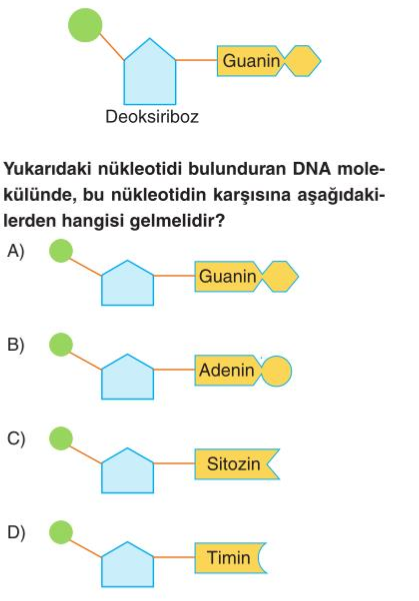 Guanin
Deoksiriboz
Yukarıdaki nükleotidi bulunduran DNA mole-
külünde, bu nükleotidin karşısına aşağıdaki-
lerden hangisi gelmelidir?
A)
Guanin
B)
Adenin
C)
Sitozin
D)
Timin